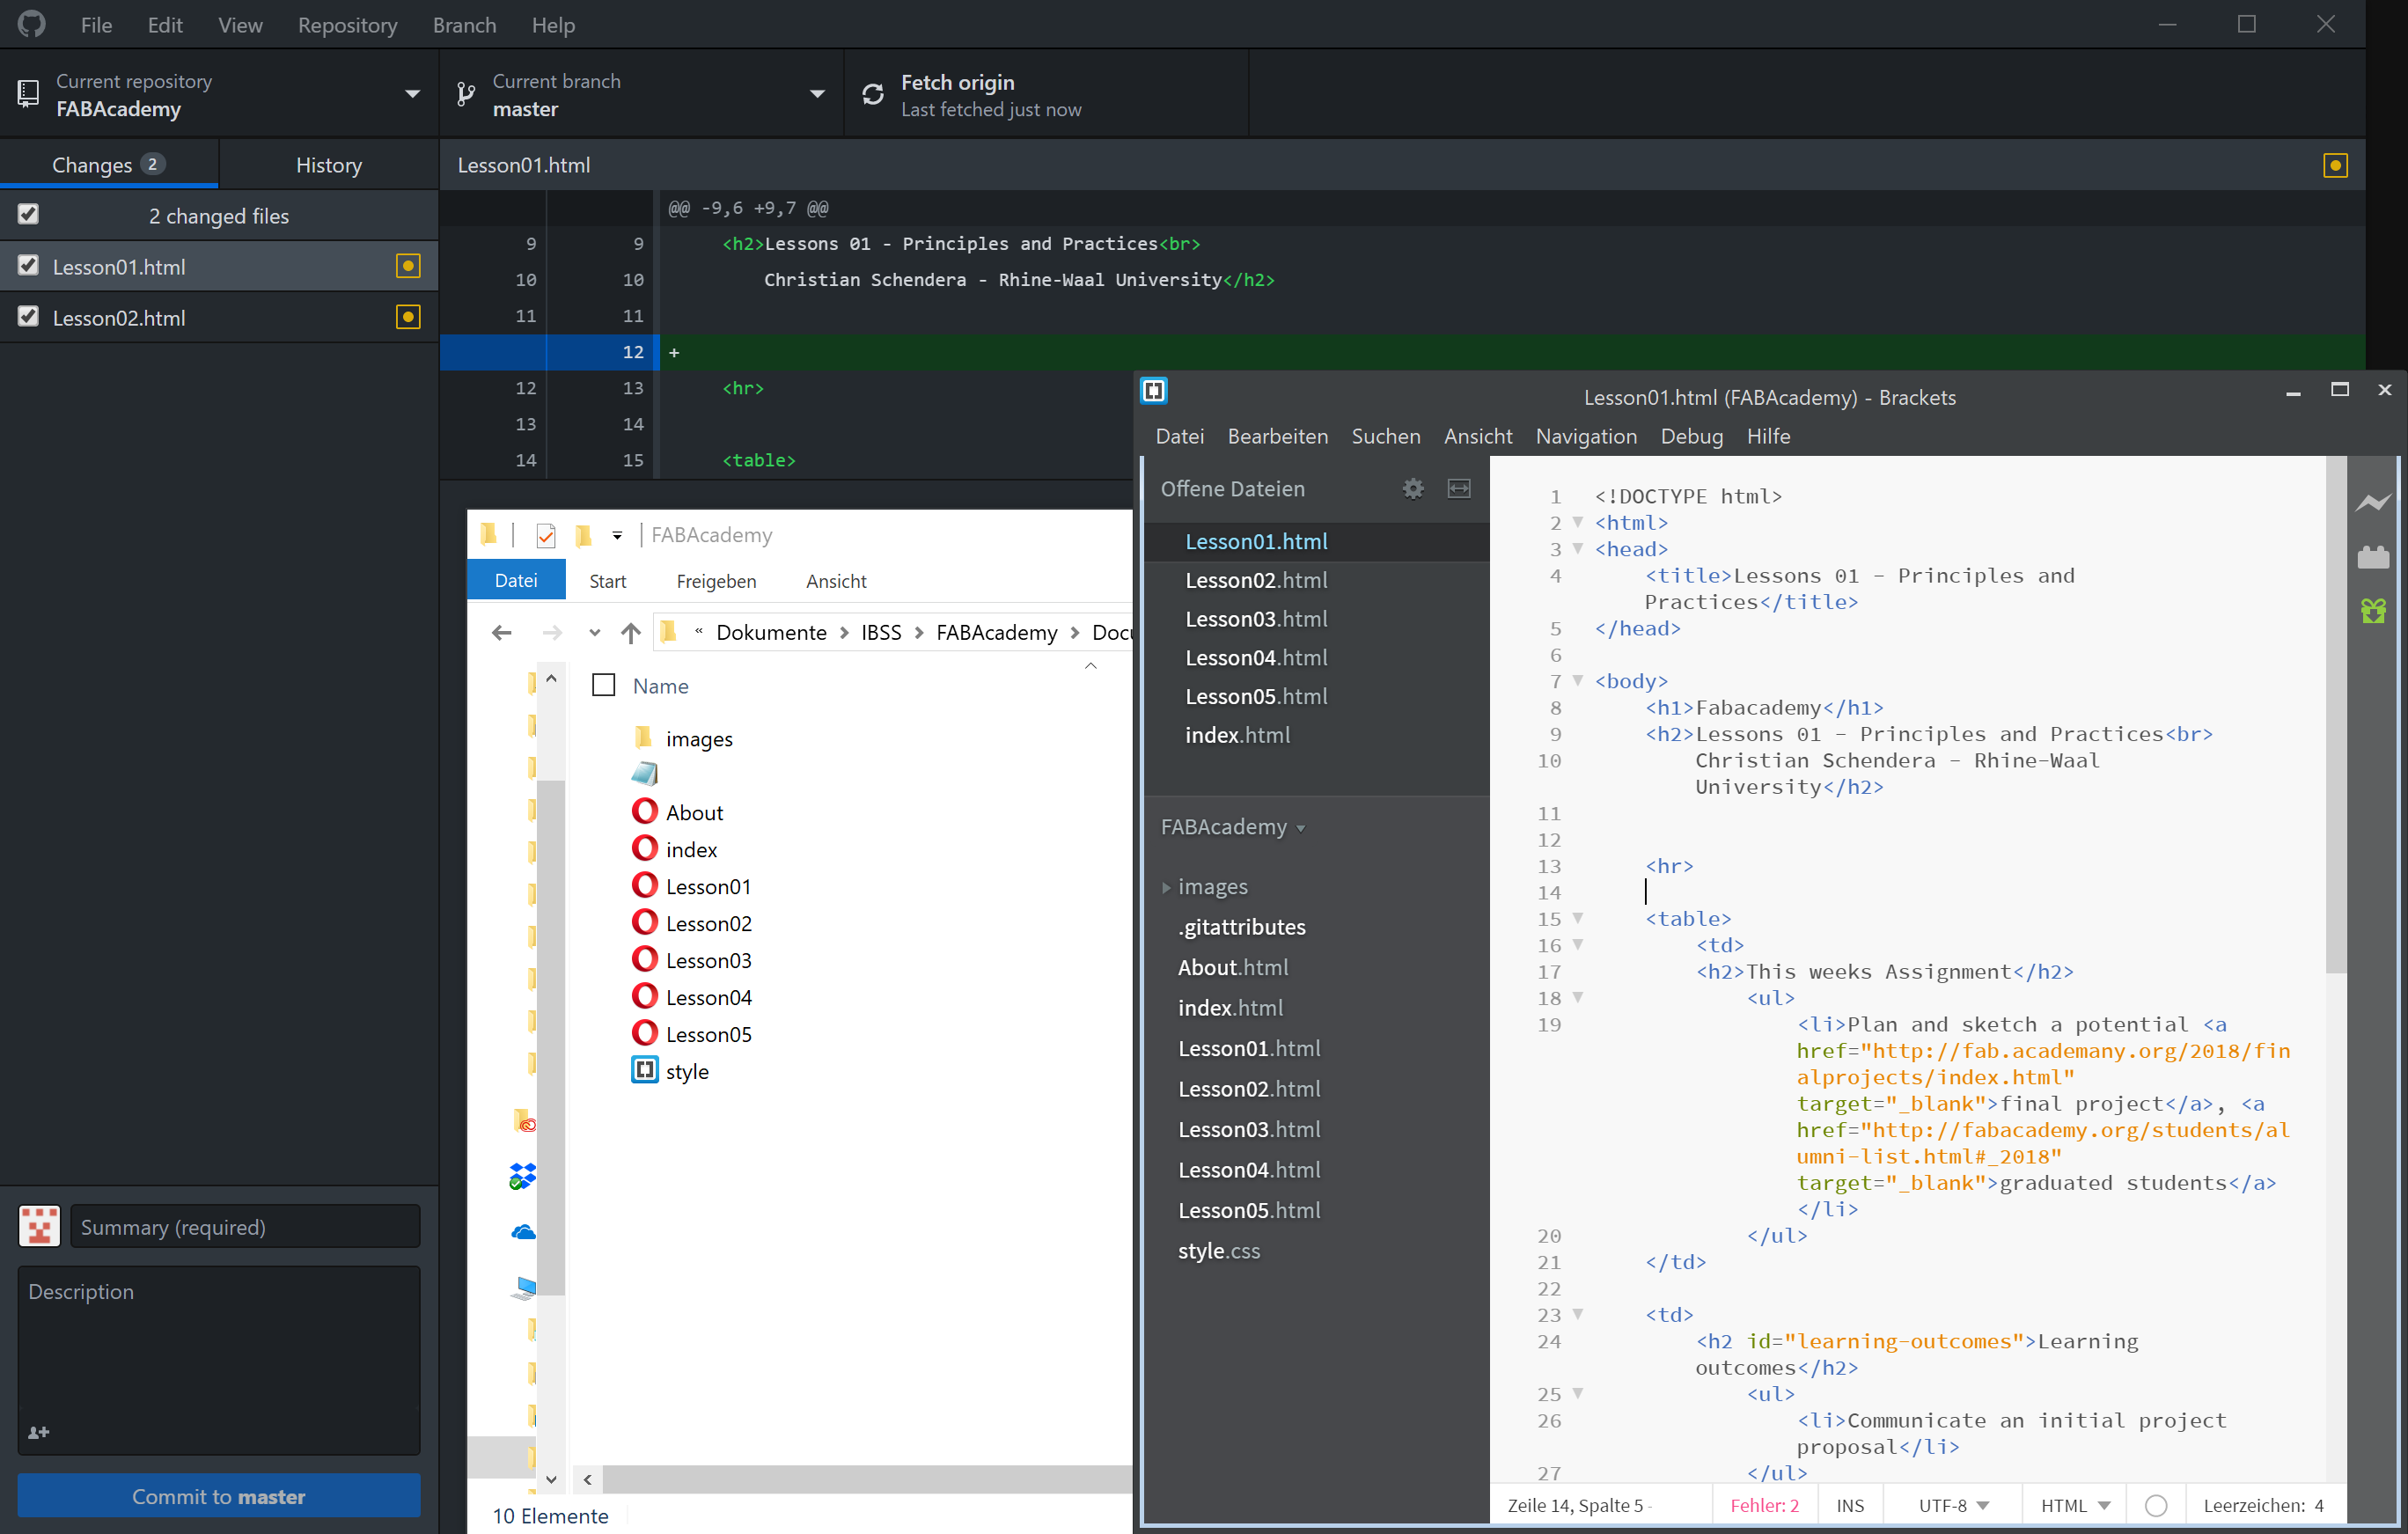 File Edit View Repository Branch Help
Current repository
FABAcademy
Current branch
master
Fetch origin
Last fetched just now
Changes 2
History
2 changed files
Lesson01.html
Lesson02.html
Summary (required)
Description
Commit to master
Lesson01.html
@@ -9,6 +9,7 @@
9 9 <h2>Lessons 01 - Principles and Practices<br>
10 10 Christian Schendera - Rhine-Waal University</h2>
11 11
12 +
12 13 <hr>
13 14
14 15 <table>
FABAcademy
Datei Start Freigeben Ansicht
« Dokumente > IBSS > FABAcademy >
Name
images
About
index
Lesson01
Lesson02
Lesson03
Lesson04
Lesson05
style
10 Elemente
Lesson01.html (FABAcademy) - Brackets
Datei Bearbeiten Suchen Ansicht Navigation Debug Hilfe
Offene Dateien
Lesson01.html
Lesson02.html
Lesson03.html
Lesson04.html
Lesson05.html
index.html
FABAcademy
images
.gitattributes
About.html
index.html
Lesson01.html
Lesson02.html
Lesson03.html
Lesson04.html
Lesson05.html
style.css
1 <!DOCTYPE html>
2 <html>
3 <head>
4 <title>Lessons 01 - Principles and
Practices</title>
5 </head>
6
7 <body>
8 <h1>Fabacademy</h1>
9 <h2>Lessons 01 - Principles and Practices<br>
10 Christian Schendera - Rhine-Waal
University</h2>
11
12
13 <hr>
14
15 <table>
16 <td>
17 <h2>This weeks Assignment</h2>
18 <ul>
19 <li>Plan and sketch a potential <a
href="http://fab.academany.org/2018/fin
alprojects/index.html"
target="_blank">final project</a>, <a
href="http://fabacademy.org/students/al
umni-list.html#_2018"
target="_blank">graduated students</a>
</li>
20 </ul>
21 </td>
22
23 <td>
24 <h2 id="learning-outcomes">Learning
outcomes</h2>
25 <ul>
26 <li>Communicate an initial project
proposal</li>
27 </ul>
Zeile 14, Spalte 5 - Fehler: 2 INS UTF-8 HTML Leerzeichen: 4